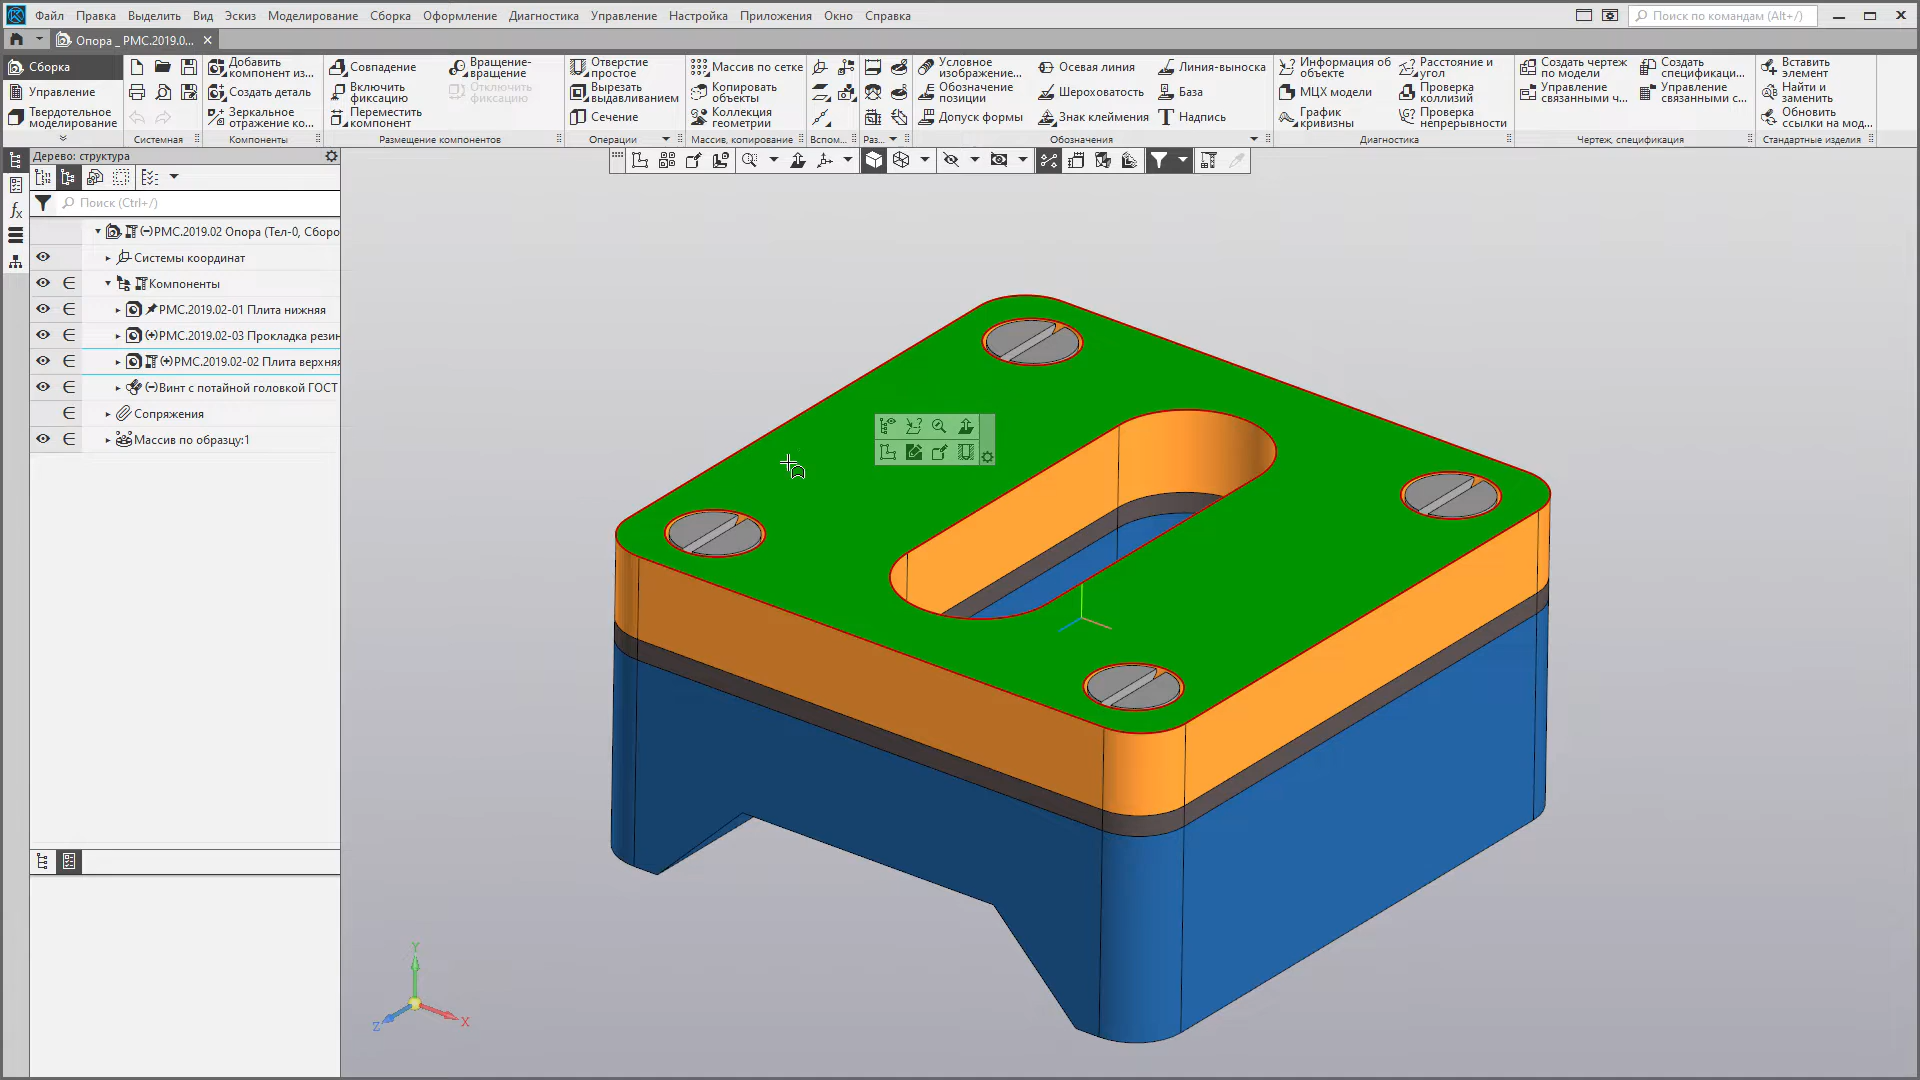 Файл Правка Выделить Вид Эскиз Моделирование Сборка Оформление Диагностика Управление Настройка Приложения Окно Справка
Поиск по командам (Alt+/)
Опора _ РМС.2019.0...
Сборка
Управление
Твердотельное моделирование
Системная
Добавить компонент из...
Создать деталь
Зеркальное отражение ко...
Компоненты
Совпадение
Включить фиксацию
Переместить компонент
Вращение-вращение
Отключить фиксацию
Размещение компонентов
Отверстие простое
Вырезать выдавливанием
Сечение
Операции
Массив по сетке
Копировать объекты
Коллекция геометрии
Массив, копирование
Вспом...
Раз...
Условное изображение...
Обозначение позиции
Допуск формы
Осевая линия
Шероховатость
Знак клеймения
Линия-выноска
База
Надпись
Обозначения
Информация об объекте
МЦХ модели
График кривизны
Расстояние и угол
Проверка коллизий
Проверка непрерывности
Диагностика
Создать чертеж по модели
Управление связанными ч...
Создать спецификаци...
Управление связанными с...
Чертеж, спецификация
Вставить элемент
Найти и заменить
Обновить ссылки на мод...
Стандартные изделия
Дерево: структура
Поиск (Ctrl+/)
(-)РМС.2019.02 Опора (Тел-0, Сборо
Системы координат
Компоненты
РМС.2019.02-01 Плита нижняя
(+)РМС.2019.02-03 Прокладка резин
(+)РМС.2019.02-02 Плита верхняя
(-)Винт с потайной головкой ГОСТ
Сопряжения
Массив по образцу:1
Y
Z
X